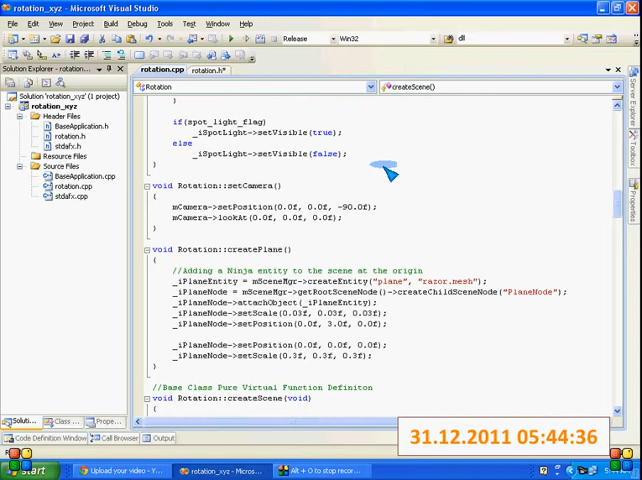 rotation_xyz - Microsoft Visual Studio
File Edit View Project Build Debug Tools Test Window Help
Release Win32 dll
Solution Explorer - rotation_xyz
rotation.cpp rotation.h*
Rotation createScene()
Solution 'rotation_xyz' (1 project)
rotation_xyz
Header Files
BaseApplication.h
rotation.h
stdafx.h
Resource Files
Source Files
BaseApplication.cpp
rotation.cpp
stdafx.cpp
}
if(spot_light_flag)
_iSpotLight->setVisible(true);
else
_iSpotLight->setVisible(false);
}
void Rotation::setCamera()
{
mCamera->setPosition(0.0f, 0.0f, -90.0f);
mCamera->lookAt(0.0f, 0.0f, 0.0f);
}
void Rotation::createPlane()
{
//Adding a Ninja entity to the scene at the origin
_iPlaneEntity = mSceneMgr->createEntity("plane", "razor.mesh");
_iPlaneNode = mSceneMgr->getRootSceneNode()->createChildSceneNode("PlaneNode")
_iPlaneNode->attachObject(_iPlaneEntity);
_iPlaneNode->setScale(0.03f, 0.03f, 0.03f);
_iPlaneNode->setPosition(0.0f, 3.0f, 0.0f);
_iPlaneNode->setPosition(0.0f, 0.0f, 0.0f);
_iPlaneNode->setScale(0.3f, 0.3f, 0.3f);
}
//Base Class Pure Virtual Function Definiton
void Rotation::createScene(void)
{
Server Explorer
Toolbox
Properties
Soluti... Class ... Prope...
Code Definition Window Call Browser Output
31.12.2011 05:44:36
start Upload your video - Y... rotation_xyz - Micros... Alt + O to stop recor...